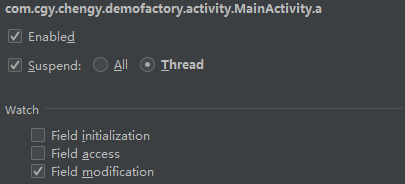 com.cgy.chengy.demofactory.activity.MainActivity.a
Enabled
Suspend: All Thread
Watch
Field initialization
Field access
Field modification